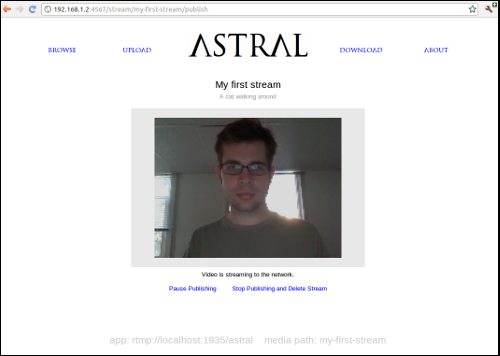 192.168.1.2:4567/stream/my-first-stream/publish
BROWSE UPLOAD ASTRAL DOWNLOAD ABOUT
My first stream
A cat walking around
Video is streaming to the network.
Pause Publishing Stop Publishing and Delete Stream
app: rtmp://localhost:1935/astral media path: my-first-stream